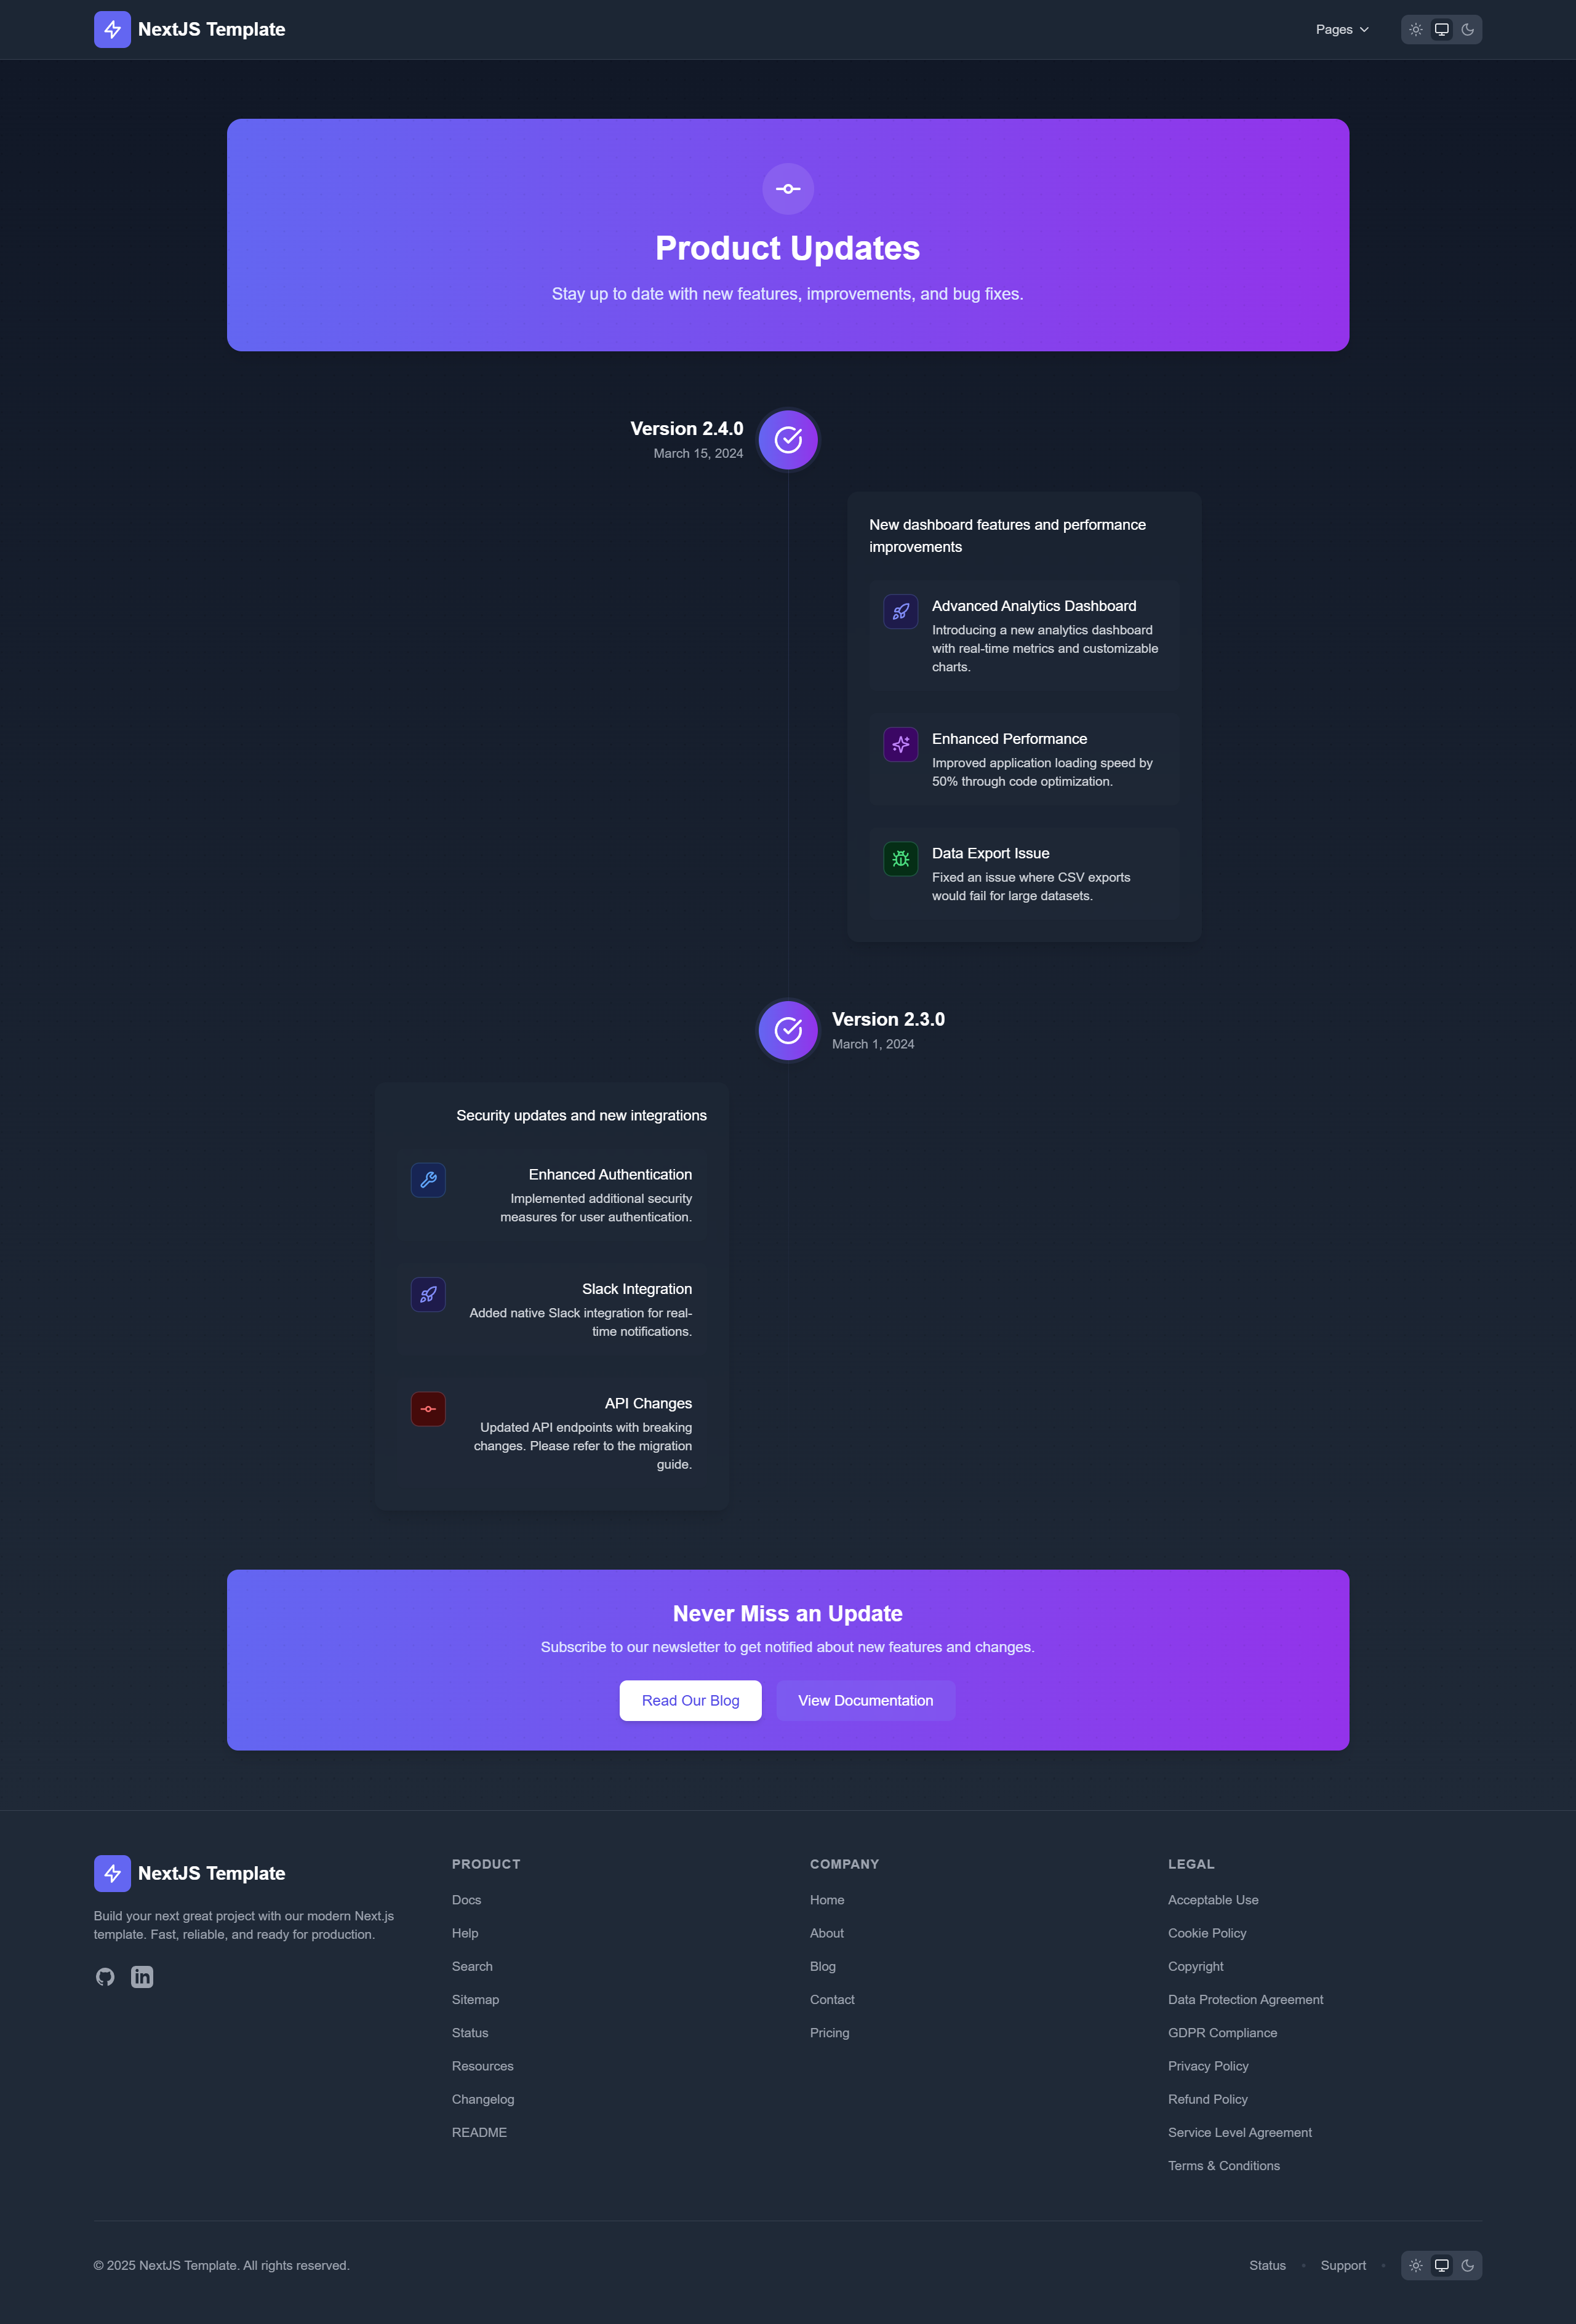 NextJS Template
Pages
Product Updates
Stay up to date with new features, improvements, and bug fixes.
Version 2.4.0
March 15, 2024
New dashboard features and performance
improvements
Advanced Analytics Dashboard
Introducing a new analytics dashboard
with real-time metrics and customizable
charts.
Enhanced Performance
Improved application loading speed by
50% through code optimization.
Data Export Issue
Fixed an issue where CSV exports
would fail for large datasets.
Version 2.3.0
March 1, 2024
Security updates and new integrations
Enhanced Authentication
Implemented additional security
measures for user authentication.
Slack Integration
Added native Slack integration for real-
time notifications.
API Changes
Updated API endpoints with breaking
changes. Please refer to the migration
guide.
Never Miss an Update
Subscribe to our newsletter to get notified about new features and changes.
Read Our Blog
View Documentation
NextJS Template
Build your next great project with our modern Next.js
template. Fast, reliable, and ready for production.
in
PRODUCT
Docs
Help
Search
Sitemap
Status
Resources
Changelog
README
COMPANY
Home
About
Blog
Contact
Pricing
LEGAL
Acceptable Use
Cookie Policy
Copyright
Data Protection Agreement
GDPR Compliance
Privacy Policy
Refund Policy
Service Level Agreement
Terms & Conditions
© 2025 NextJS Template. All rights reserved.
Status • Support •